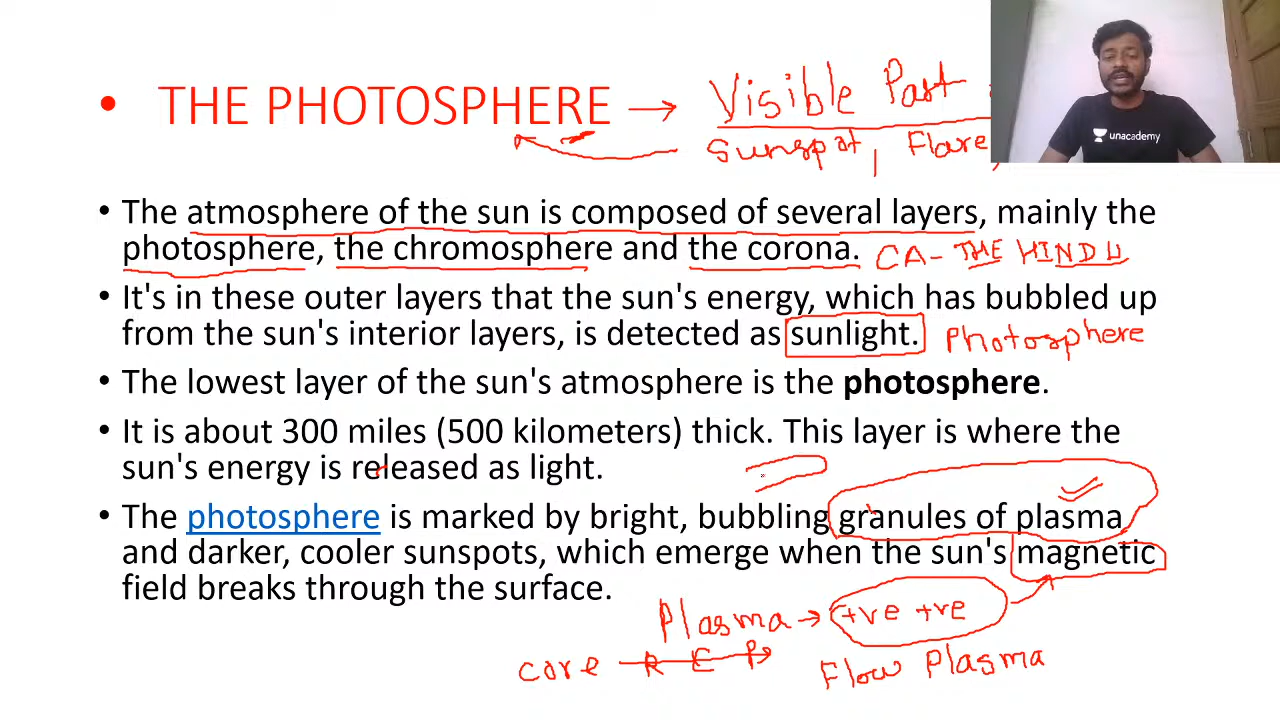 • THE PHOTOSPHERE → Visible Part
Sunspot, Flare,
unacademy
• The atmosphere of the sun is composed of several layers, mainly the
photosphere, the chromosphere and the corona. CA- THE HINDU
• It's in these outer layers that the sun's energy, which has bubbled up
from the sun's interior layers, is detected as sunlight. Photosphere
• The lowest layer of the sun's atmosphere is the photosphere.
• It is about 300 miles (500 kilometers) thick. This layer is where the
sun's energy is released as light.
• The photosphere is marked by bright, bubbling granules of plasma
and darker, cooler sunspots, which emerge when the sun's magnetic
field breaks through the surface.
Plasma → +ve +ve
core R C P
Flow Plasma